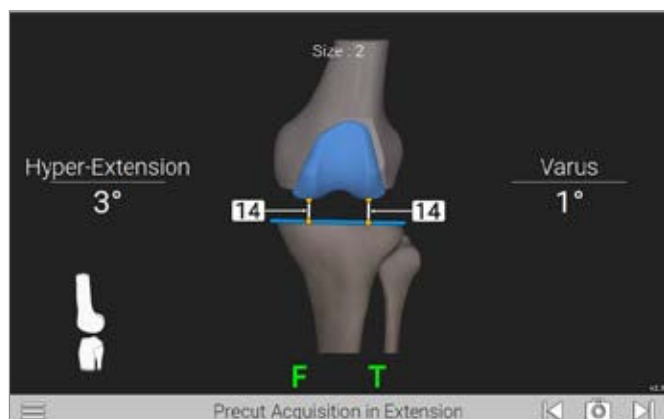 Size : 2
Hyper-Extension
3°
Varus
1°
14
14
F T
Precut Acquisition in Extension